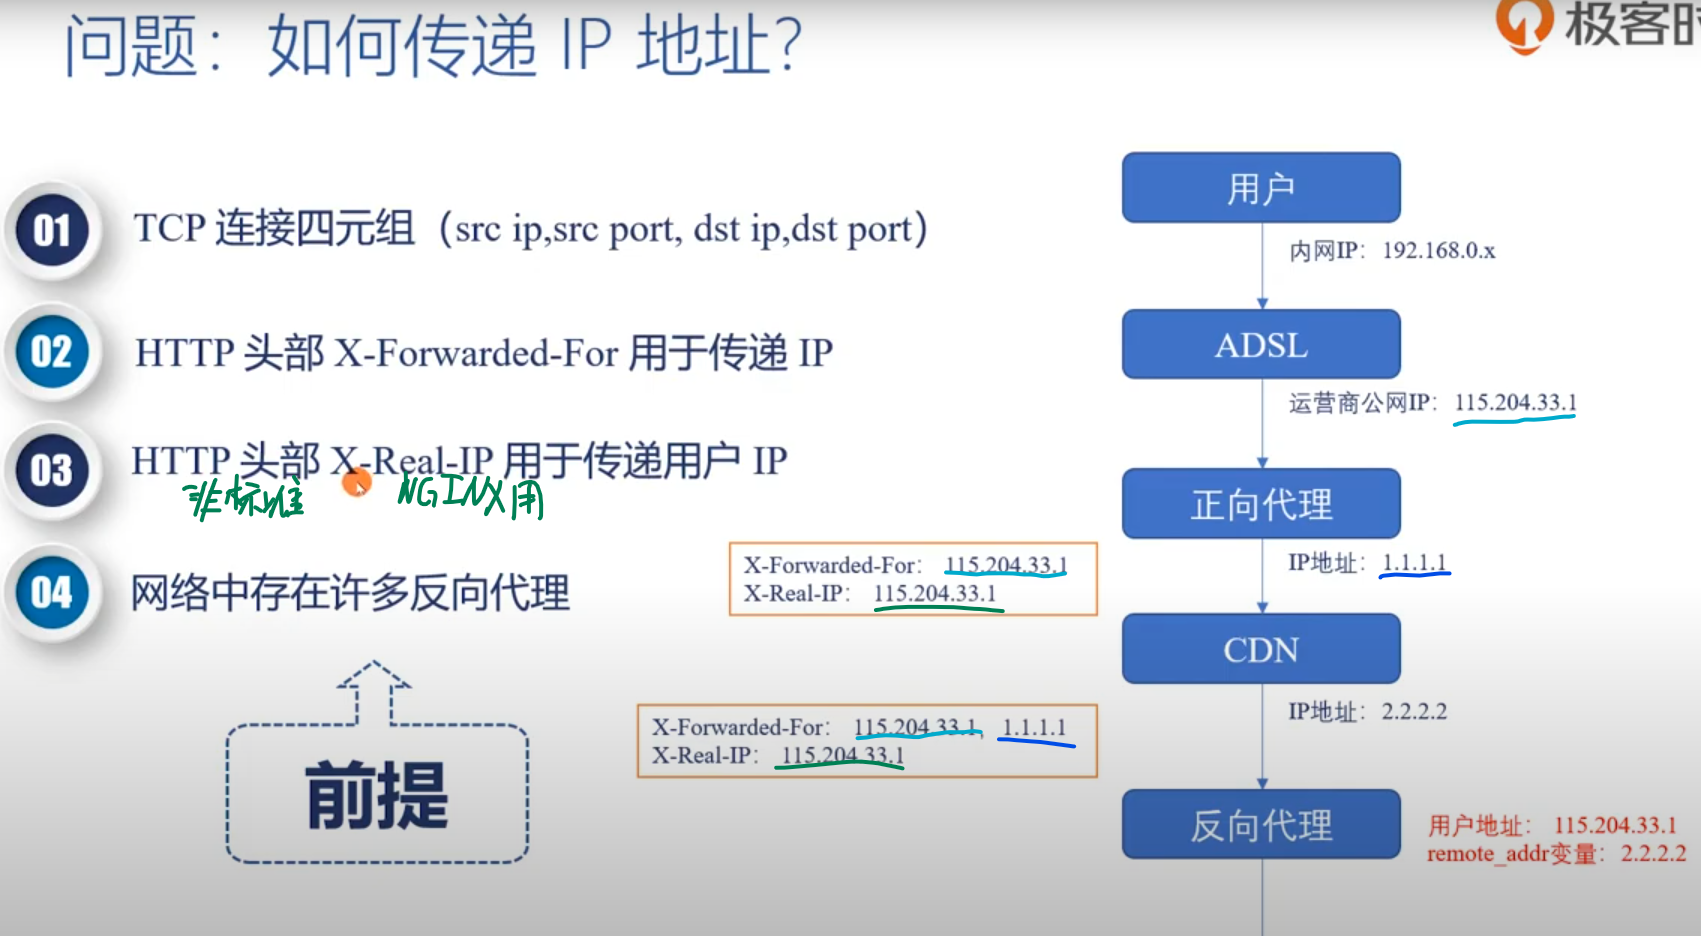 问题：如何传递 IP 地址？
极客时
01
TCP 连接四元组（src ip,src port, dst ip,dst port）
02
HTTP 头部 X-Forwarded-For 用于传递 IP
03
HTTP 头部 X-Real-IP 用于传递用户 IP
非标准 NGINX用
04
网络中存在许多反向代理
前提
用户
内网IP： 192.168.0.x
ADSL
运营商公网IP： 115.204.33.1
正向代理
X-Forwarded-For： 115.204.33.1
X-Real-IP： 115.204.33.1
IP地址： 1.1.1.1
CDN
X-Forwarded-For： 115.204.33.1, 1.1.1.1
X-Real-IP： 115.204.33.1
IP地址： 2.2.2.2
反向代理
用户地址： 115.204.33.1
remote_addr变量： 2.2.2.2